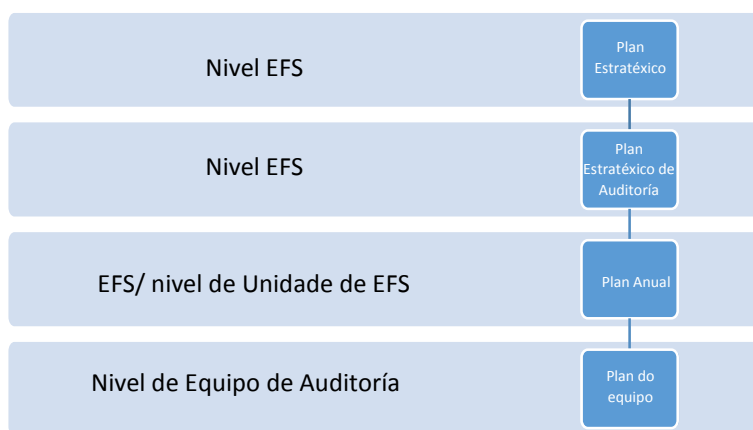 Nivel EFS
Plan
Estratéxico
Nivel EFS
Plan
Estratéxico de
Auditoría
EFS/ nivel de Unidade de EFS
Plan Anual
Nivel de Equipo de Auditoría
Plan do
equipo